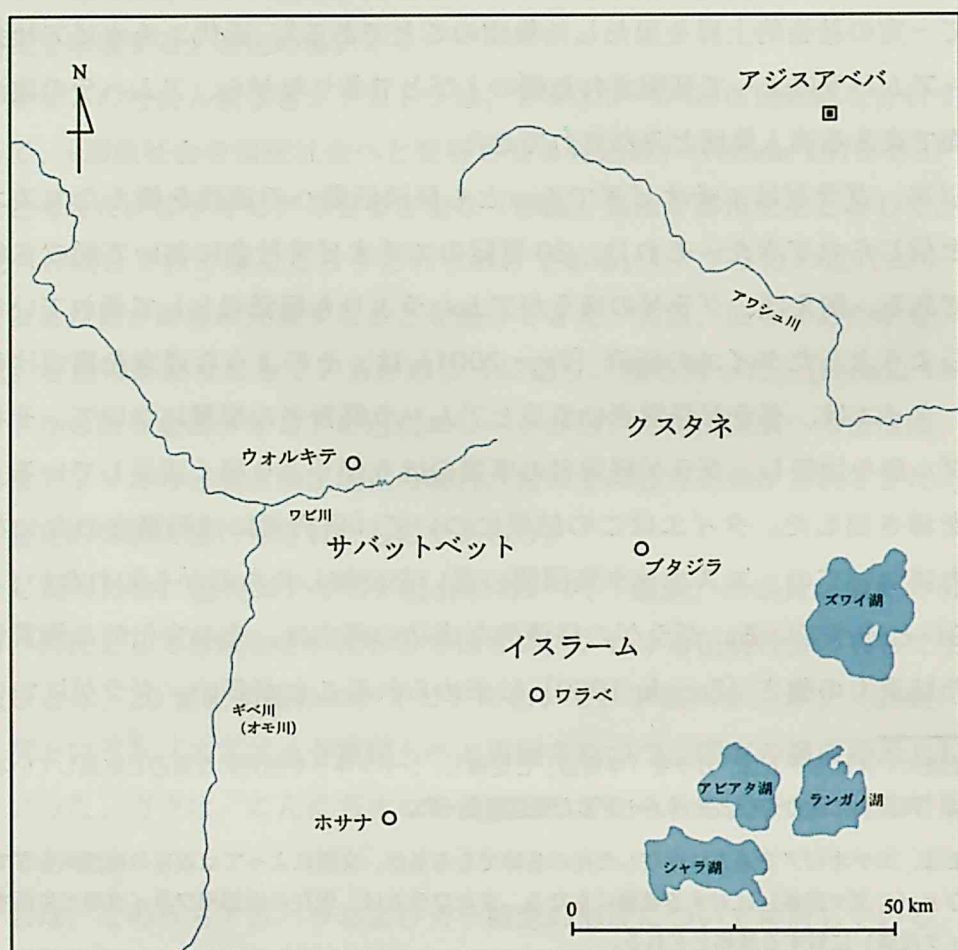 N
アジスアベバ
アワシュ川
クスタネ
ウォルキテ
ワビ川
サバットベット
ブタジラ
ズワイ湖
イスラーム
ワラベ
ギベ川
(オモ川)
アビアタ湖
ランガノ湖
ホサナ
シャラ湖
0
50 km